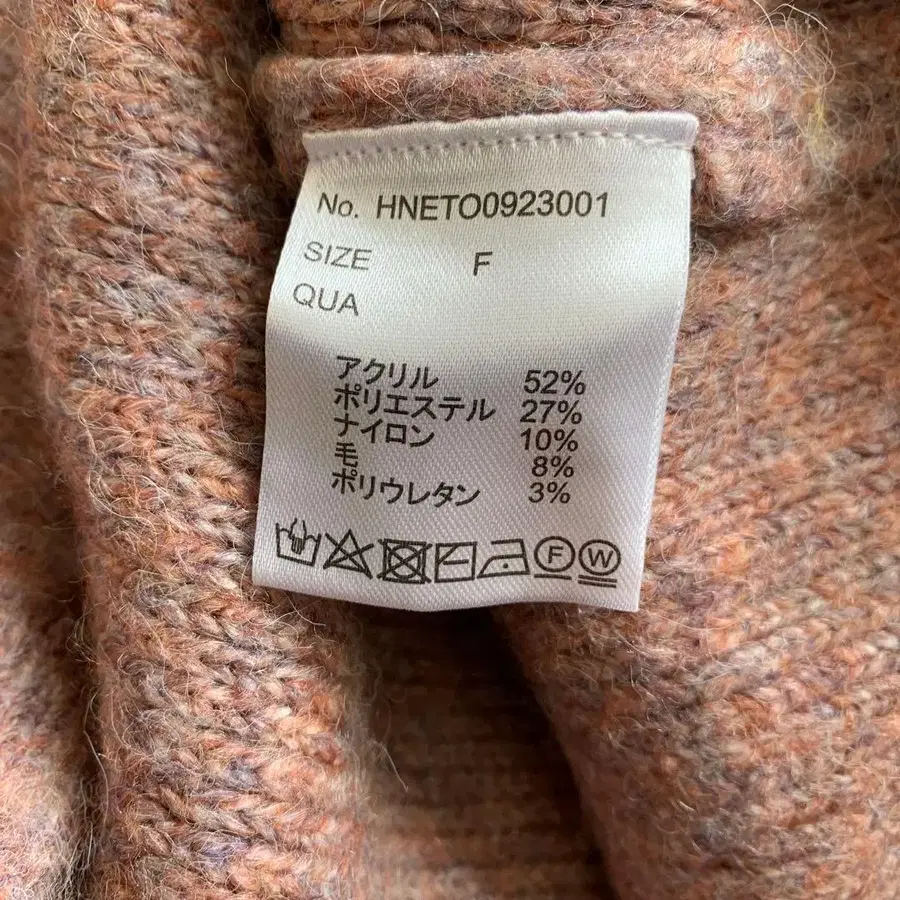 No. HNETO0923001
SIZE F
QUA
アクリル 52%
ポリエステル 27%
ナイロン 10%
毛 8%
ポリウレタン 3%
F W